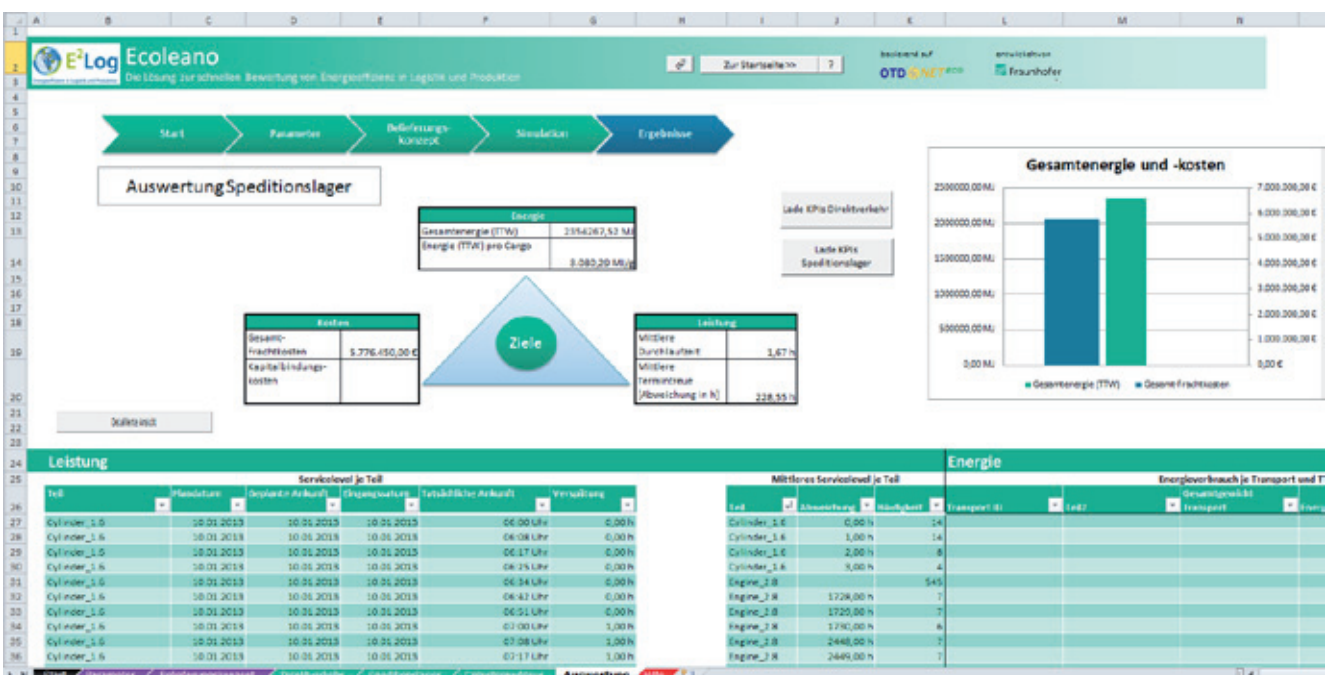 A B C D E F G H I J K L M N
E²Log
Ecoleano
Die Lösung zur schnellen Bewertung von Energieeffizienz in Logistik und Produktion
Zur Startseite >>
?
basierend auf
OTD NET
entwickelt von
Fraunhofer
Start
Parameter
Belieferungs-
konzept
Simulation
Ergebnisse
Auswertung Speditionslager
Energie
Gesamtenergie (TTW) 2354267,52 MJ
Energie (TTW) pro Cargo
Kosten
Gesamt-
Frachtkosten 5.776.450,00 €
Kapitalbindungs-
kosten
Ziele
Leistung
Mittlere
Durchlaufzeit 1,67 h
Mittlere
Termintreue
(Abweichung in h) 228,55 h
Lade KPIs Direktverkehr
Lade KPIs
Speditionslager
Gesamtenergie und -kosten
2500000,00 MJ
2000000,00 MJ
1500000,00 MJ
1000000,00 MJ
500000,00 MJ
0,00 MJ
7.000.000,00 €
6.000.000,00 €
5.000.000,00 €
4.000.000,00 €
3.000.000,00 €
2.000.000,00 €
1.000.000,00 €
0,00 €
Gesamtenergie (TTW)
Gesamt-Frachtkosten
Leistung
Energie
Servicelevel je Teil
Mittleres Servicelevel je Teil
Energieverbrauch je Transport und
Teil Plandatum Geplante Ankunft Eingangsdatum Tatsächliche Ankunft Verspätung
Cylinder_1.6 10.01.2013 10.01.2013 10.01.2013 06:00 Uhr 0,00 h
Cylinder_1.6 10.01.2013 10.01.2013 10.01.2013 06:08 Uhr 0,00 h
Cylinder_1.6 10.01.2013 10.01.2013 10.01.2013 06:17 Uhr 0,00 h
Cylinder_1.6 10.01.2013 10.01.2013 10.01.2013 06:25 Uhr 0,00 h
Cylinder_1.6 10.01.2013 10.01.2013 10.01.2013 06:34 Uhr 0,00 h
Cylinder_1.6 10.01.2013 10.01.2013 10.01.2013 06:42 Uhr 0,00 h
Cylinder_1.6 10.01.2013 10.01.2013 10.01.2013 06:51 Uhr 0,00 h
Cylinder_1.6 10.01.2013 10.01.2013 10.01.2013 07:00 Uhr 1,00 h
Cylinder_1.6 10.01.2013 10.01.2013 10.01.2013 07:08 Uhr 1,00 h
Cylinder_1.6 10.01.2013 10.01.2013 10.01.2013 07:17 Uhr 1,00 h
Teil Abweichung Häufigkeit
Cylinder_1.6 0,00 h 14
Cylinder_1.6 1,00 h 14
Cylinder_1.6 2,00 h 8
Cylinder_1.6 3,00 h 4
Engine_2.8 545
Engine_2.8 1728,00 h 7
Engine_2.8 1729,00 h 7
Engine_2.8 1730,00 h 6
Engine_2.8 2448,00 h 7
Engine_2.8 2449,00 h 7
Transport ID
Gesamtgewicht
Transport
Auswertung